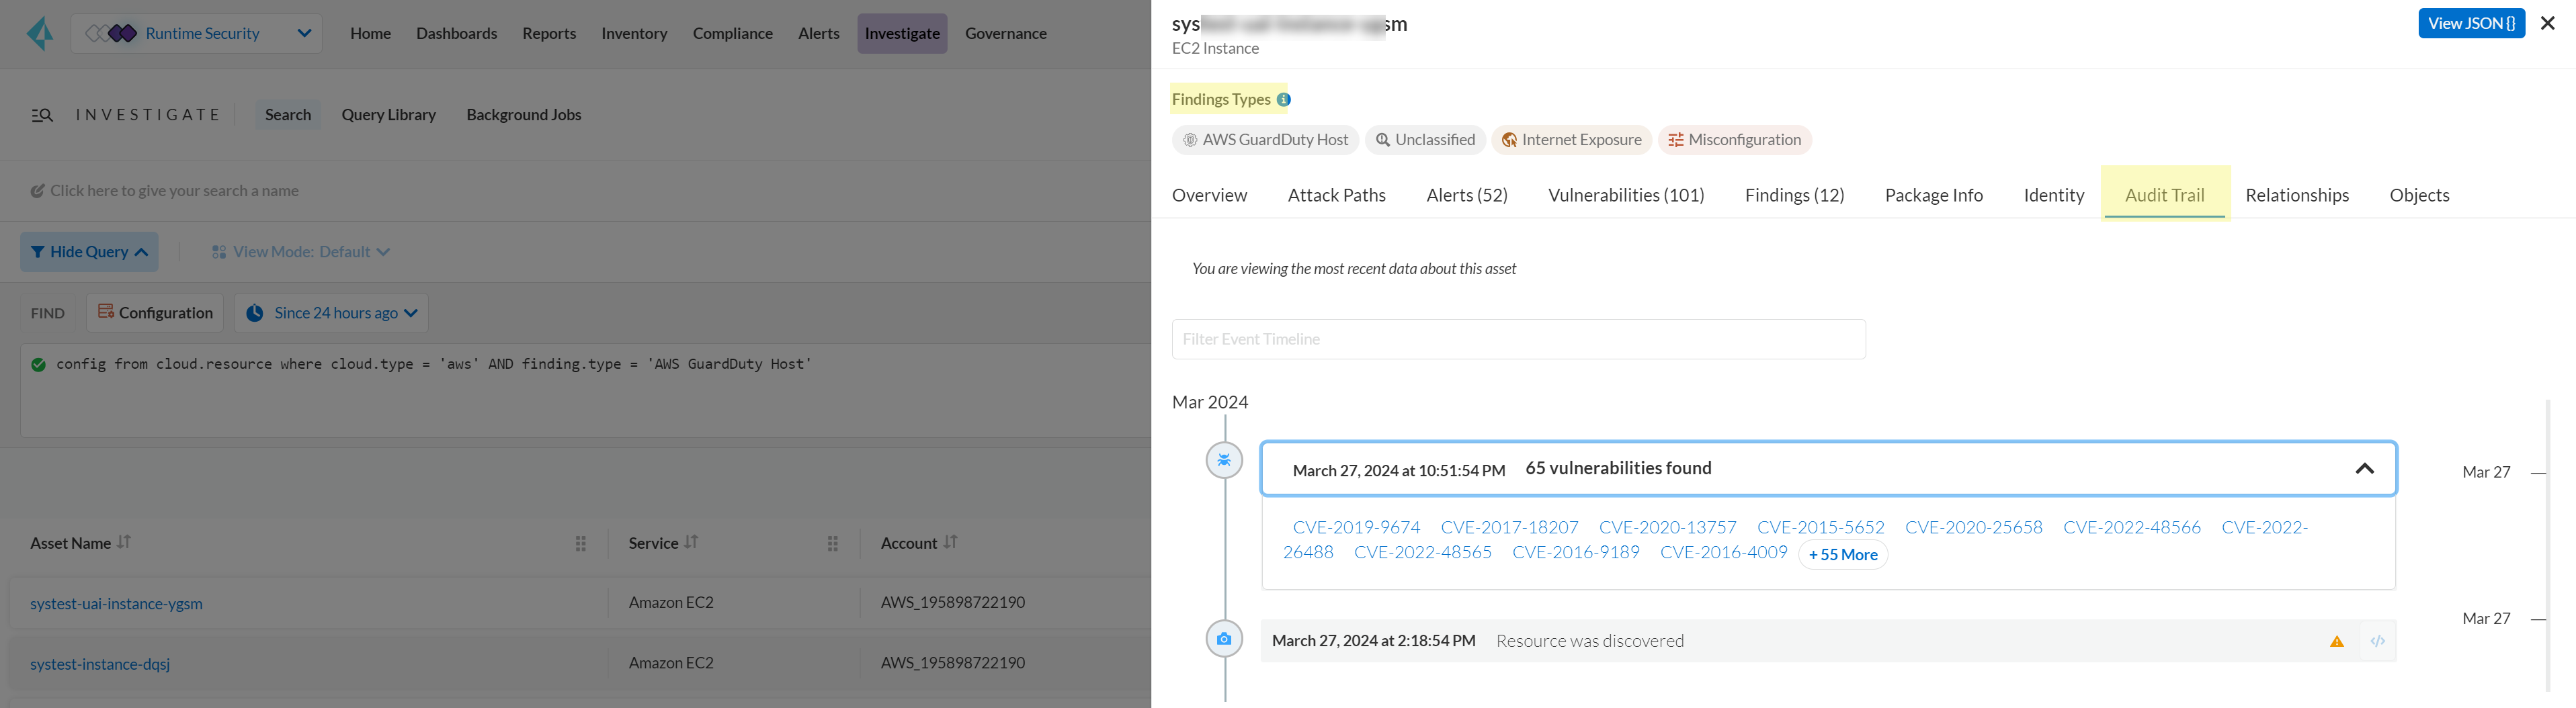 Runtime Security
Home Dashboards Reports Inventory Compliance Alerts Investigate Governance
INVESTIGATE Search Query Library Background Jobs
Click here to give your search a name
Hide Query View Mode: Default
FIND Configuration Since 24 hours ago
config from cloud.resource where cloud.type = 'aws' AND finding.type = 'AWS GuardDuty Host'
Asset Name Service Account
systest-uai-instance-ygsm Amazon EC2 AWS_195898722190
systest-instance-dqsj Amazon EC2 AWS_195898722190
View JSON {}
EC2 Instance
Findings Types
AWS GuardDuty Host Unclassified Internet Exposure Misconfiguration
Overview Attack Paths Alerts (52) Vulnerabilities (101) Findings (12) Package Info Identity Audit Trail Relationships Objects
You are viewing the most recent data about this asset
Filter Event Timeline
Mar 2024
March 27, 2024 at 10:51:54 PM 65 vulnerabilities found
Mar 27
CVE-2019-9674 CVE-2017-18207 CVE-2020-13757 CVE-2015-5652 CVE-2020-25658 CVE-2022-48566 CVE-2022-
26488 CVE-2022-48565 CVE-2016-9189 CVE-2016-4009 + 55 More
Mar 27
March 27, 2024 at 2:18:54 PM Resource was discovered